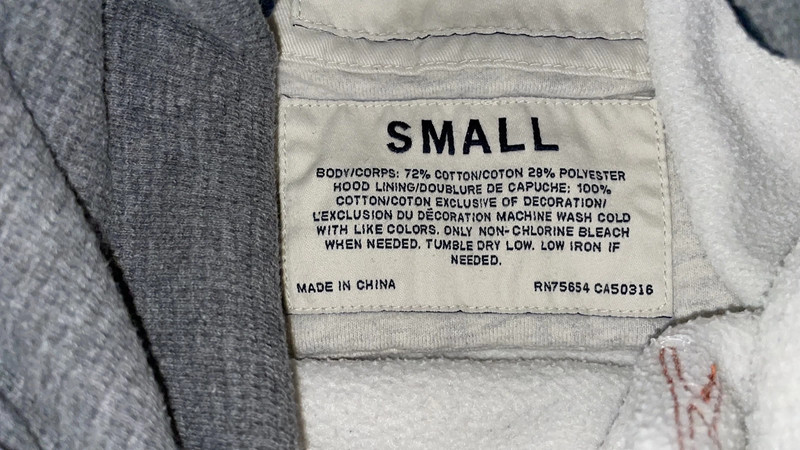 SMALL
BODY/CORPS: 72% COTTON/COTON 28% POLYESTER
HOOD LINING/DOUBLURE DE CAPUCHE: 100%
COTTON/COTON EXCLUSIVE OF DECORATION/
L'EXCLUSION DU DÉCORATION MACHINE WASH COLD
WITH LIKE COLORS. ONLY NON-CHLORINE BLEACH
WHEN NEEDED. TUMBLE DRY LOW. LOW IRON IF
NEEDED.
MADE IN CHINA RN75654 CA50316